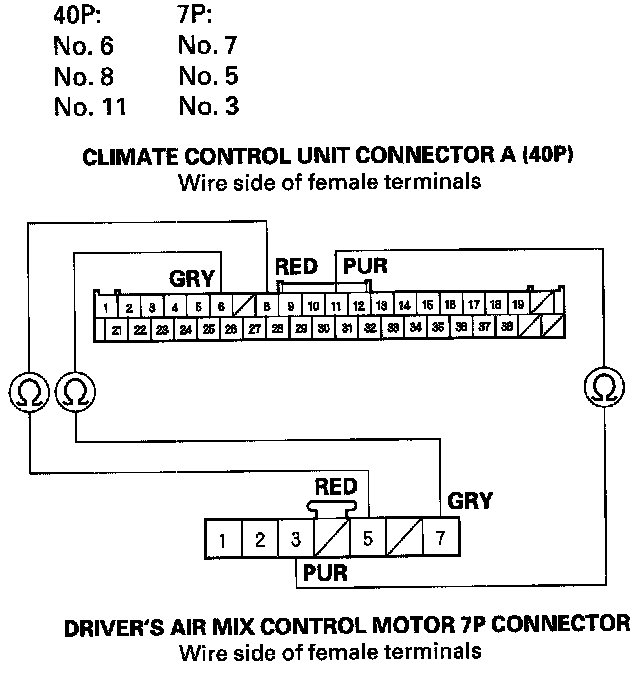 40P: 7P:
No. 6 No. 7
No. 8 No. 5
No. 11 No. 3
CLIMATE CONTROL UNIT CONNECTOR A (40P)
Wire side of female terminals
GRY RED PUR
1 2 3 4 5 6 8 9 10 11 12 13 14 15 16 17 18 19
21 22 23 24 25 26 27 28 29 30 31 32 33 34 35 36 37 38
Ω Ω Ω
RED
GRY
1 2 3 5 7
PUR
DRIVER'S AIR MIX CONTROL MOTOR 7P CONNECTOR
Wire side of female terminals